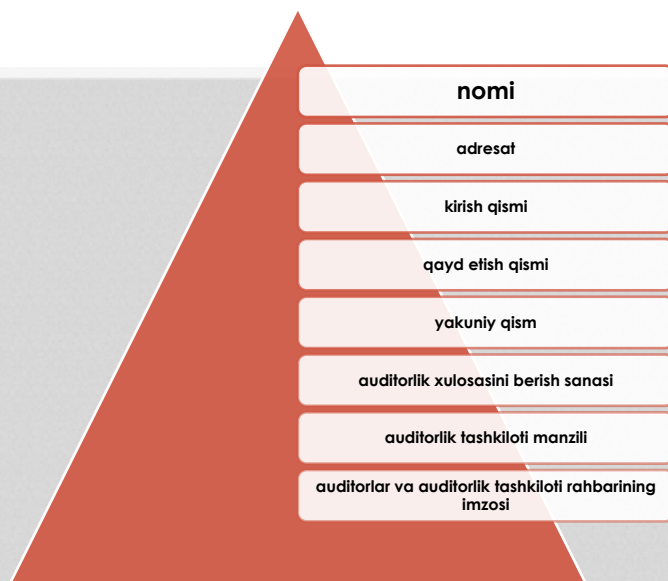 nomi
adresat
kirish qismi
qayd etish qismi
yakuniy qism
auditorlik xulosasini berish sanasi
auditorlik tashkiloti manzili
auditorlar va auditorlik tashkiloti rahbarining
imzosi